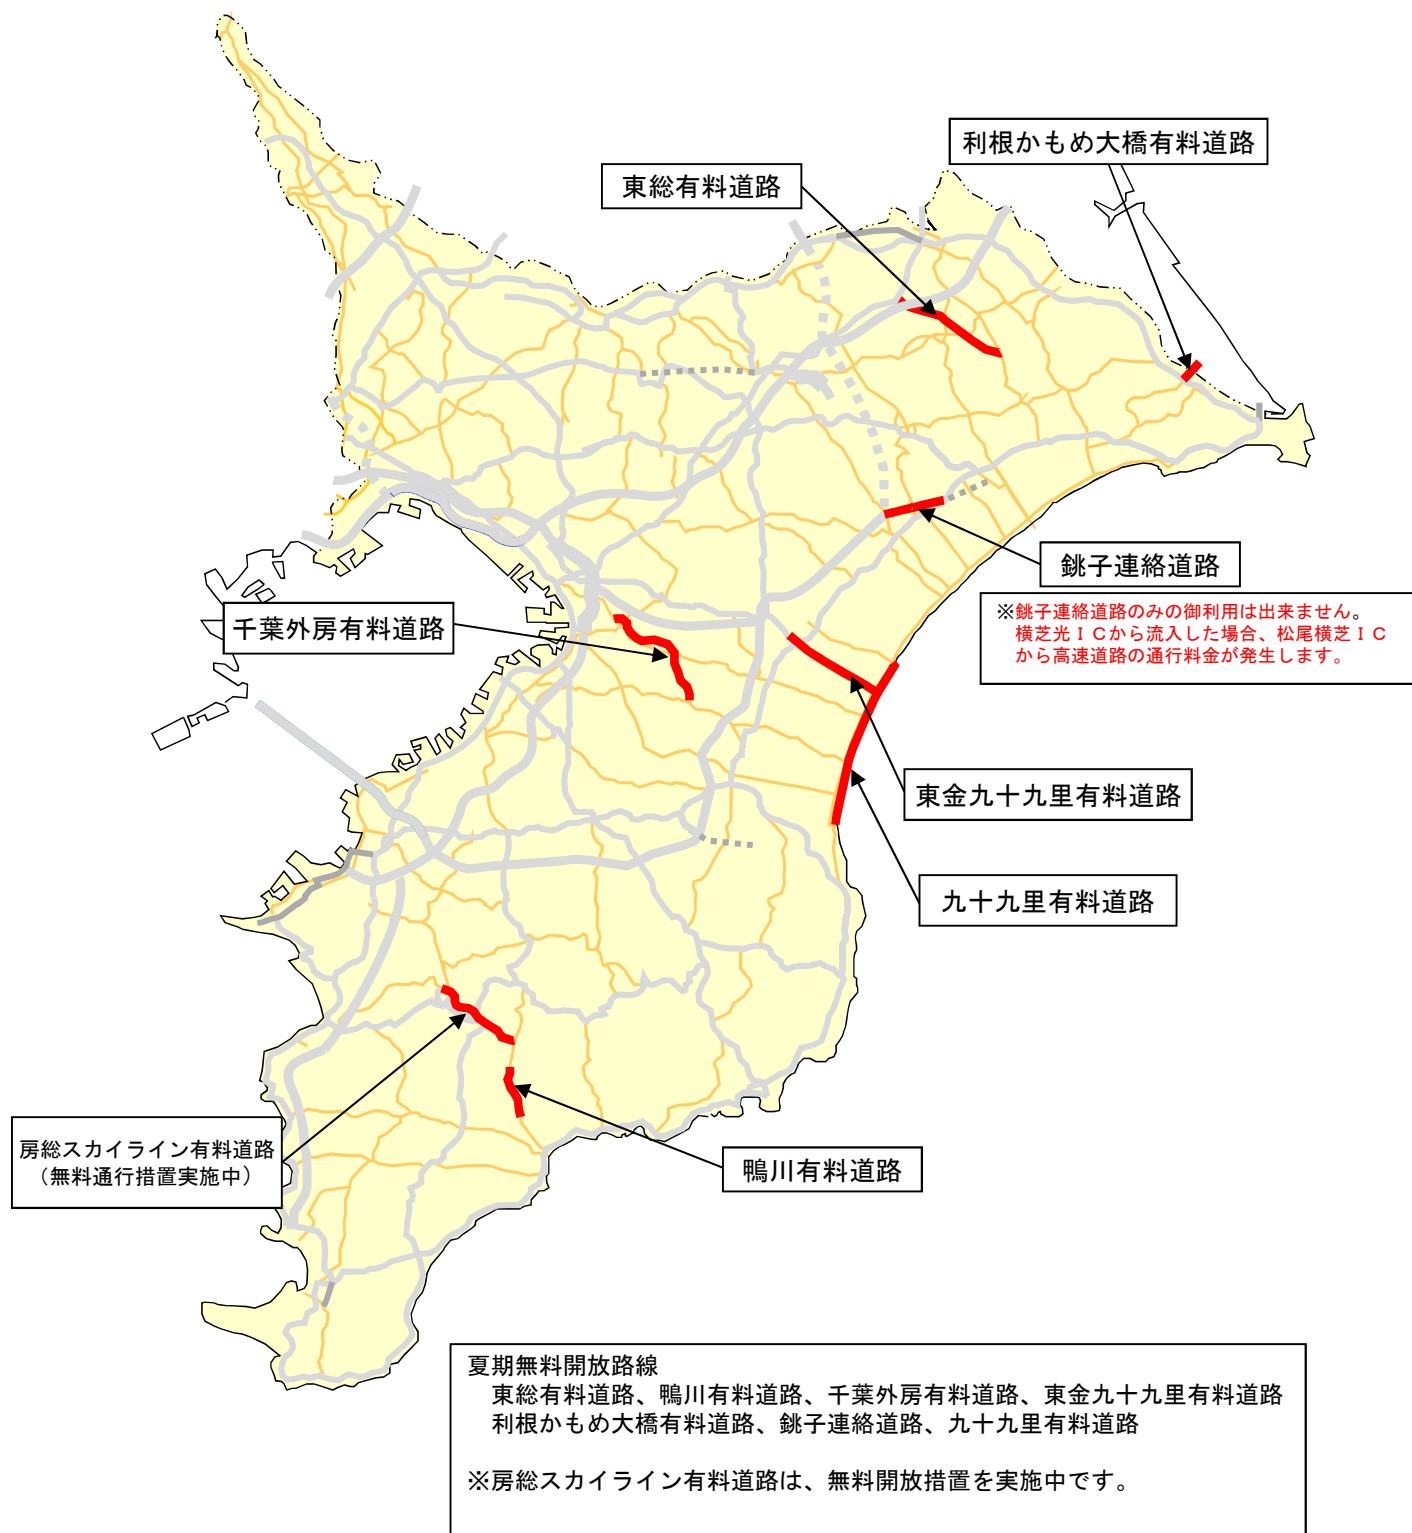 利根かもめ大橋有料道路
東総有料道路
銚子連絡道路
※銚子連絡道路のみの御利用は出来ません。
横芝光ＩＣから流入した場合、松尾横芝ＩＣ
から高速道路の通行料金が発生します。
千葉外房有料道路
東金九十九里有料道路
九十九里有料道路
房総スカイライン有料道路
（無料通行措置実施中）
鴨川有料道路
夏期無料開放路線
東総有料道路、鴨川有料道路、千葉外房有料道路、東金九十九里有料道路
利根かもめ大橋有料道路、銚子連絡道路、九十九里有料道路
※房総スカイライン有料道路は、無料開放措置を実施中です。